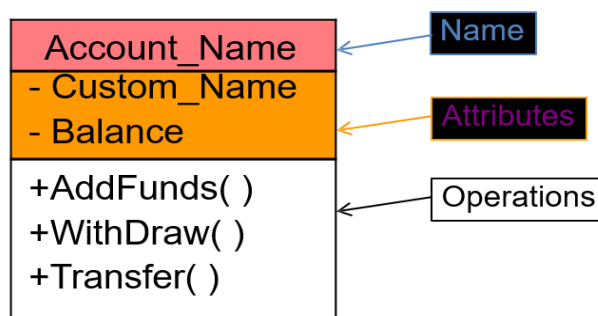 Account_Name
- Custom_Name
- Balance
+AddFunds( )
+WithDraw( )
+Transfer( )
Name
Attributes
Operations